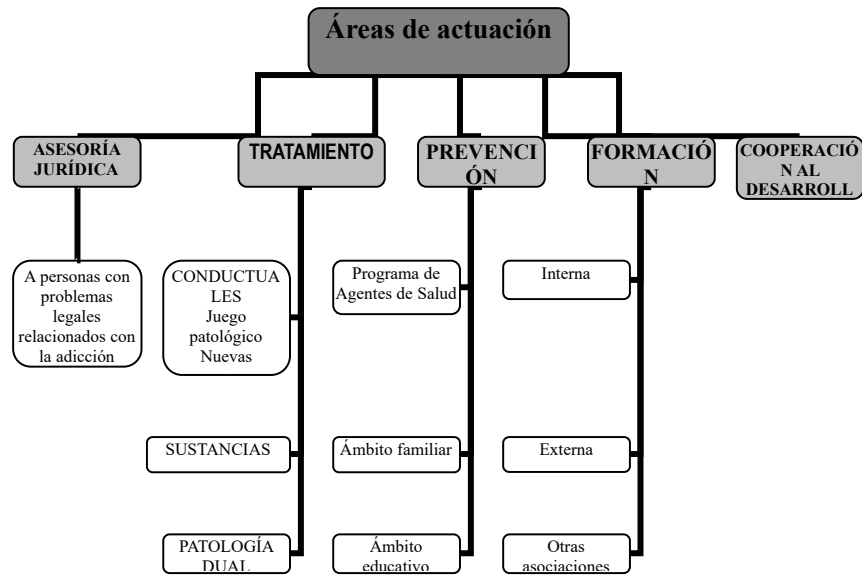 Áreas de actuación
ASESORÍA
JURÍDICA
TRATAMIENTO
PREVENCI
ÓN
FORMACIÓ
N
COOPERACIÓ
N AL
DESARROLL
A personas con
problemas
legales
relacionados con
la adicción
CONDUCTUA
LES
Juego
patológico
Nuevas
Programa de
Agentes de Salud
Interna
SUSTANCIAS
Ámbito familiar
Externa
PATOLOGÍA
DUAL
Ámbito
educativo
Otras
asociaciones